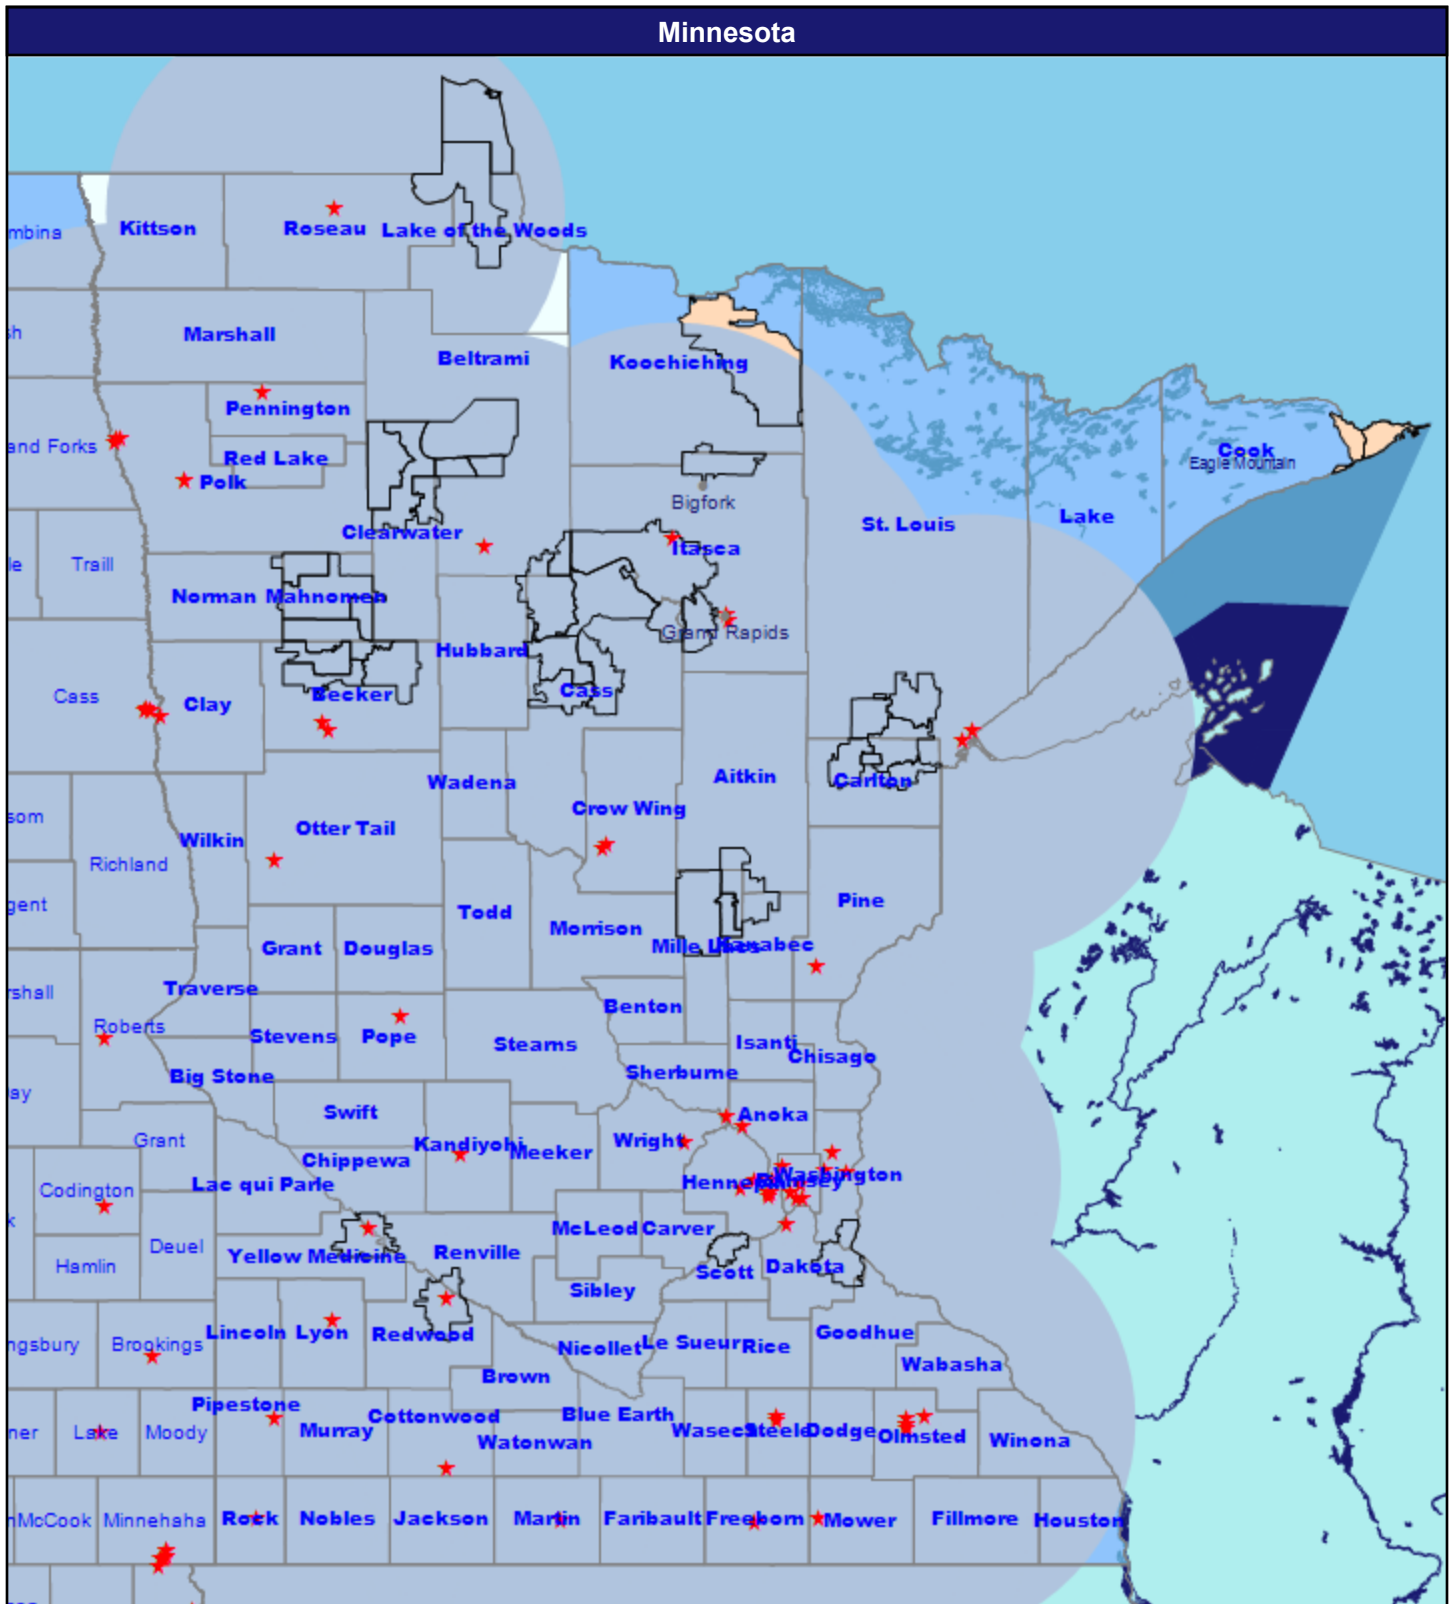 Minnesota
mbina
Kittson
Roseau
Lake of the Woods
sh
Marshall
Beltrami
Koochiching
Pennington
and Forks
Red Lake
Polk
Cook
Eagle Mountain
Bigfork
Clearwater
St. Louis
Lake
Itasca
le
Traill
Norman
Mahnomen
Grand Rapids
Hubbard
Cass
Clay
Becker
Cass
Wadena
Aitkin
Carlton
som
Crow Wing
Otter Tail
Wilkin
Richland
gent
Todd
Pine
Morrison
Grant
Douglas
Mille Lacs
Kanabec
rshall
Traverse
Benton
Roberts
Stevens
Pope
Stearns
Isanti
Chisago
Big Stone
Sherburne
ay
Swift
Anoka
Grant
Kandiyohi
Meeker
Wright
Chippewa
Codington
Lac qui Parle
Hennepin
Ramsey
Washington
k
McLeod
Carver
Deuel
Yellow Medicine
Renville
Hamlin
Scott
Dakota
Sibley
ngsbury
Brookings
Lincoln
Lyon
Redwood
Nicollet
Le Sueur
Rice
Goodhue
Wabasha
Brown
Pipestone
Cottonwood
Blue Earth
ner
Lake
Moody
Murray
Watonwan
Waseca
Steele
Dodge
Olmsted
Winona
McCook
Minnehaha
Rock
Nobles
Jackson
Martin
Faribault
Freeborn
Mower
Fillmore
Houston